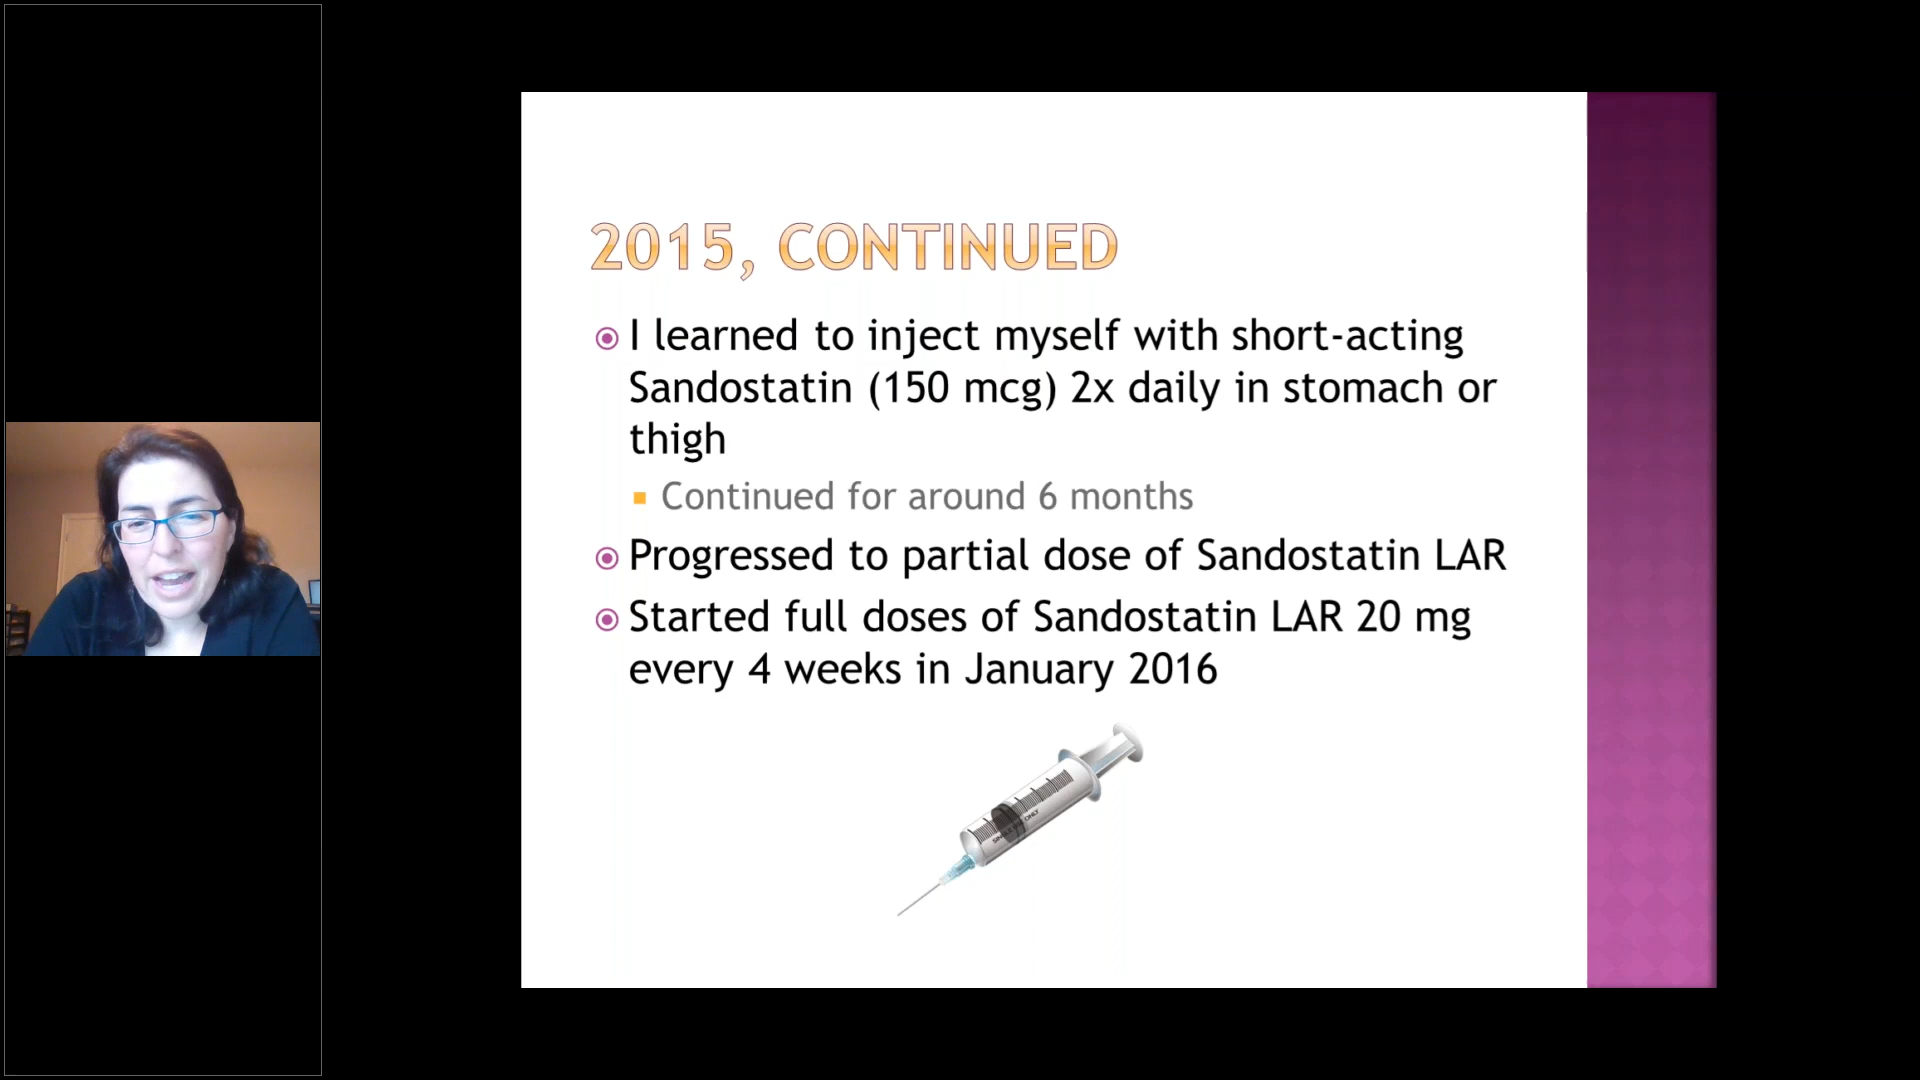 2015, CONTINUED
I learned to inject myself with short-acting
Sandostatin (150 mcg) 2x daily in stomach or
thigh
Continued for around 6 months
Progressed to partial dose of Sandostatin LAR
Started full doses of Sandostatin LAR 20 mg
every 4 weeks in January 2016